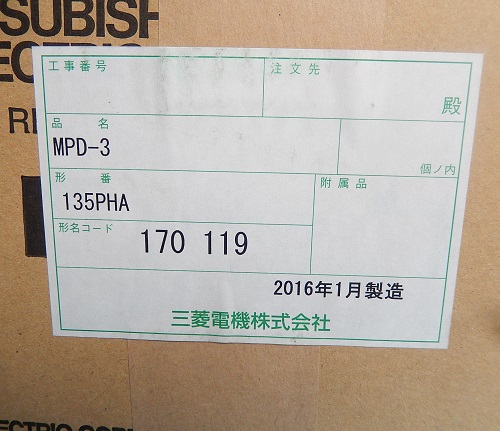 SUBISHI
ECTRIC
工事番号
注文先
殿
品 名
MPD-3
個ノ内
形 番
135PHA
附属品
形名コード
170 119
2016年1月製造
三菱電機株式会社